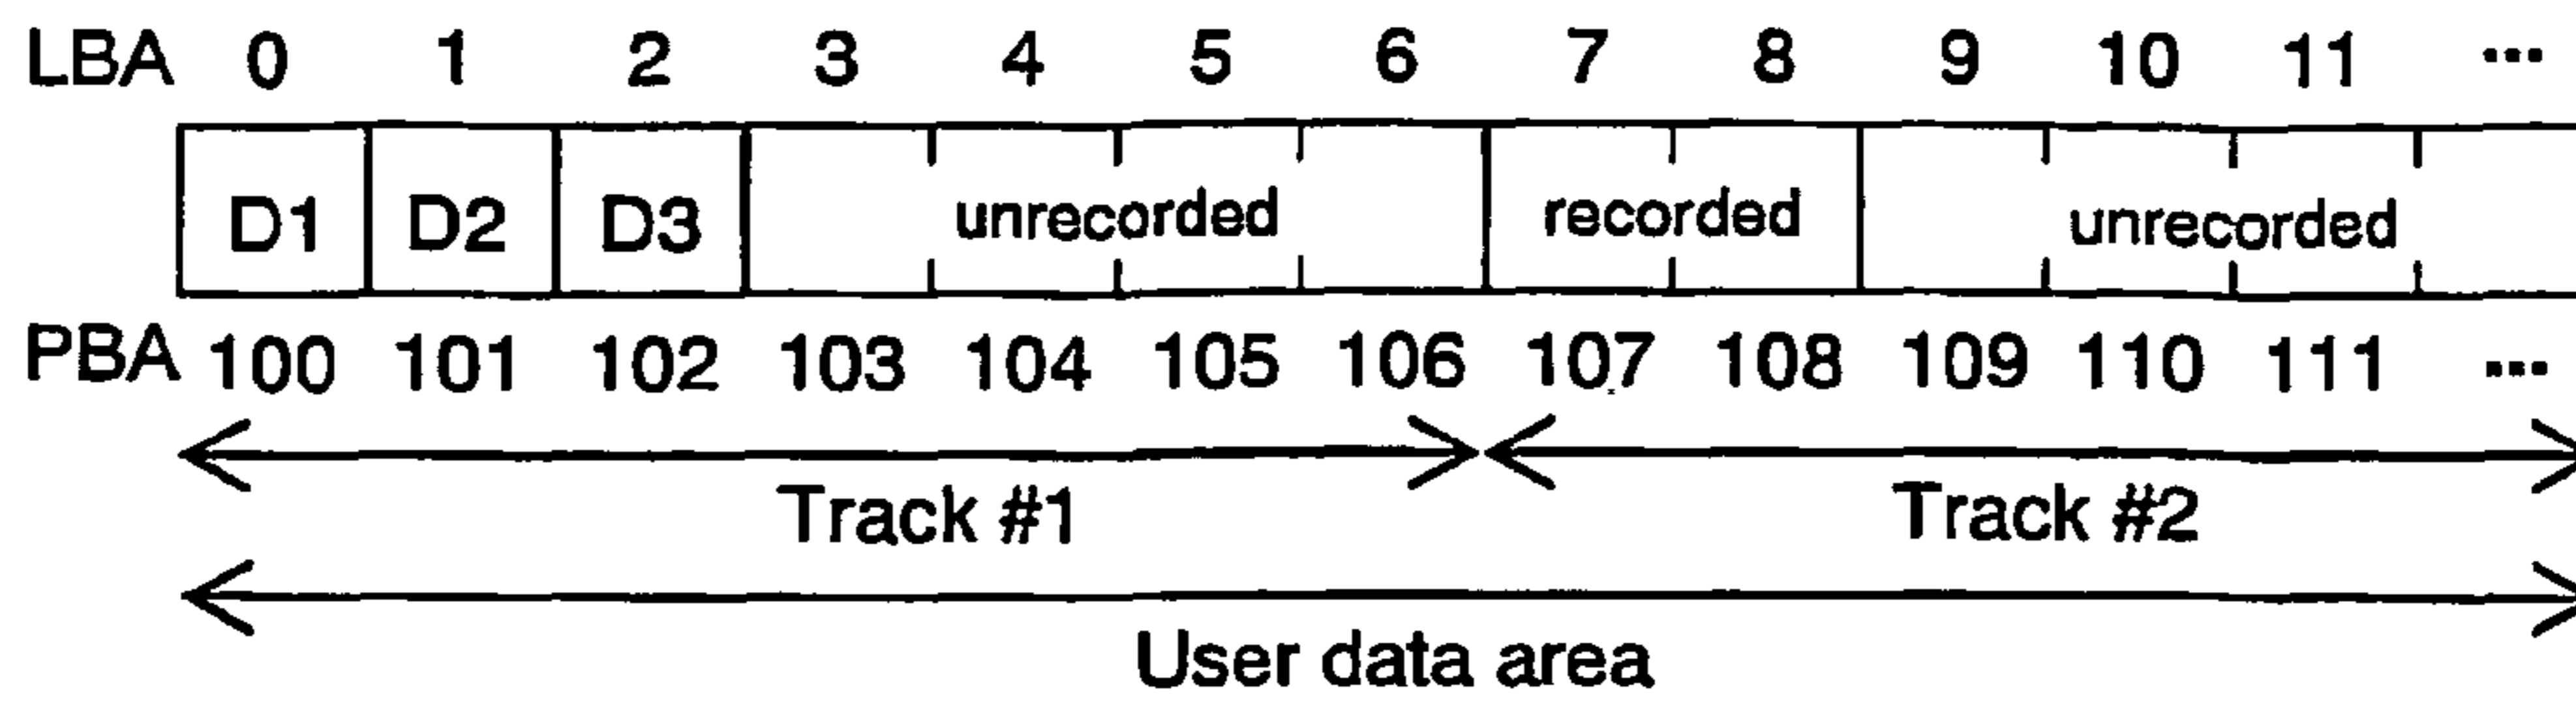 LBA 0 1 2 3 4 5 6 7 8 9 10 11 ...
D1 D2 D3 unrecorded recorded unrecorded
PBA 100 101 102 103 104 105 106 107 108 109 110 111 ...
Track #1 Track #2
User data area